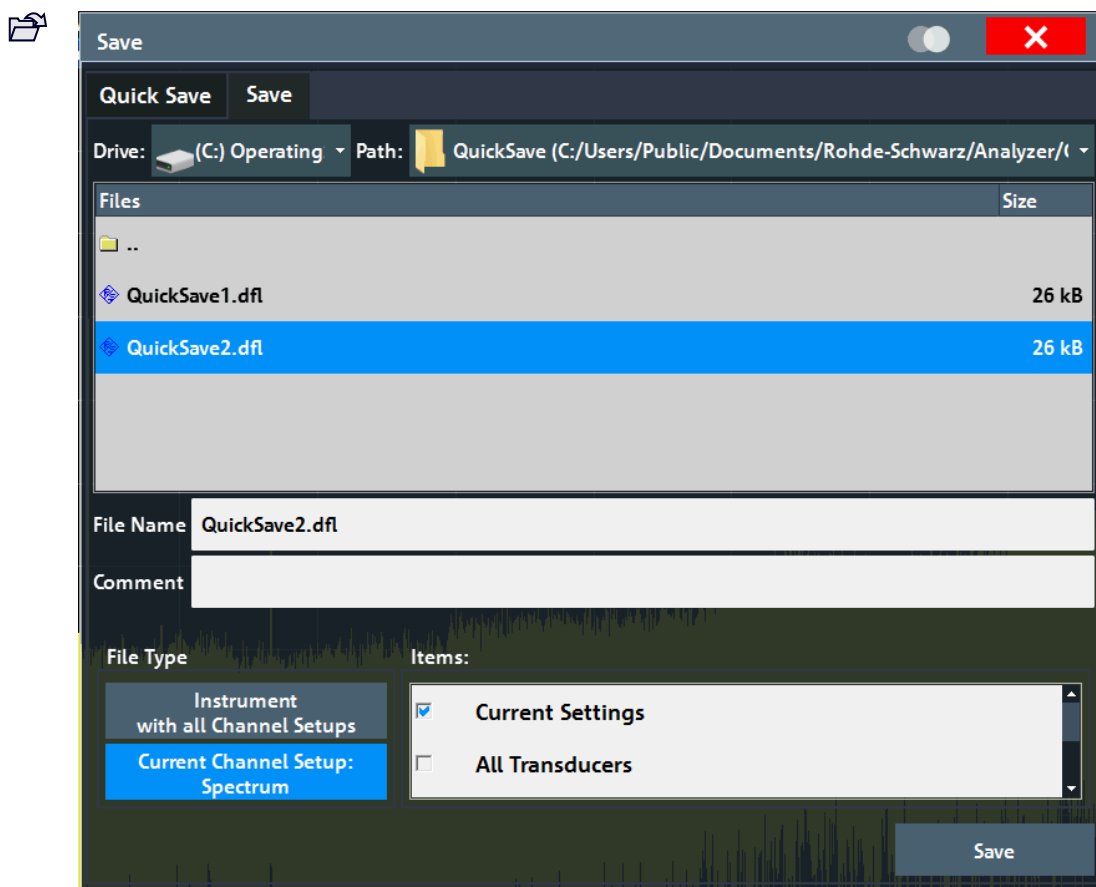 Save
Quick Save Save
Drive: (C:) Operating Path: QuickSave (C:/Users/Public/Documents/Rohde-Schwarz/Analyzer/
Files Size
..
QuickSave1.dfl 26 kB
QuickSave2.dfl 26 kB
File Name QuickSave2.dfl
Comment
File Type Items:
Instrument
with all Channel Setups
Current Settings
Current Channel Setup:
Spectrum
All Transducers
Save